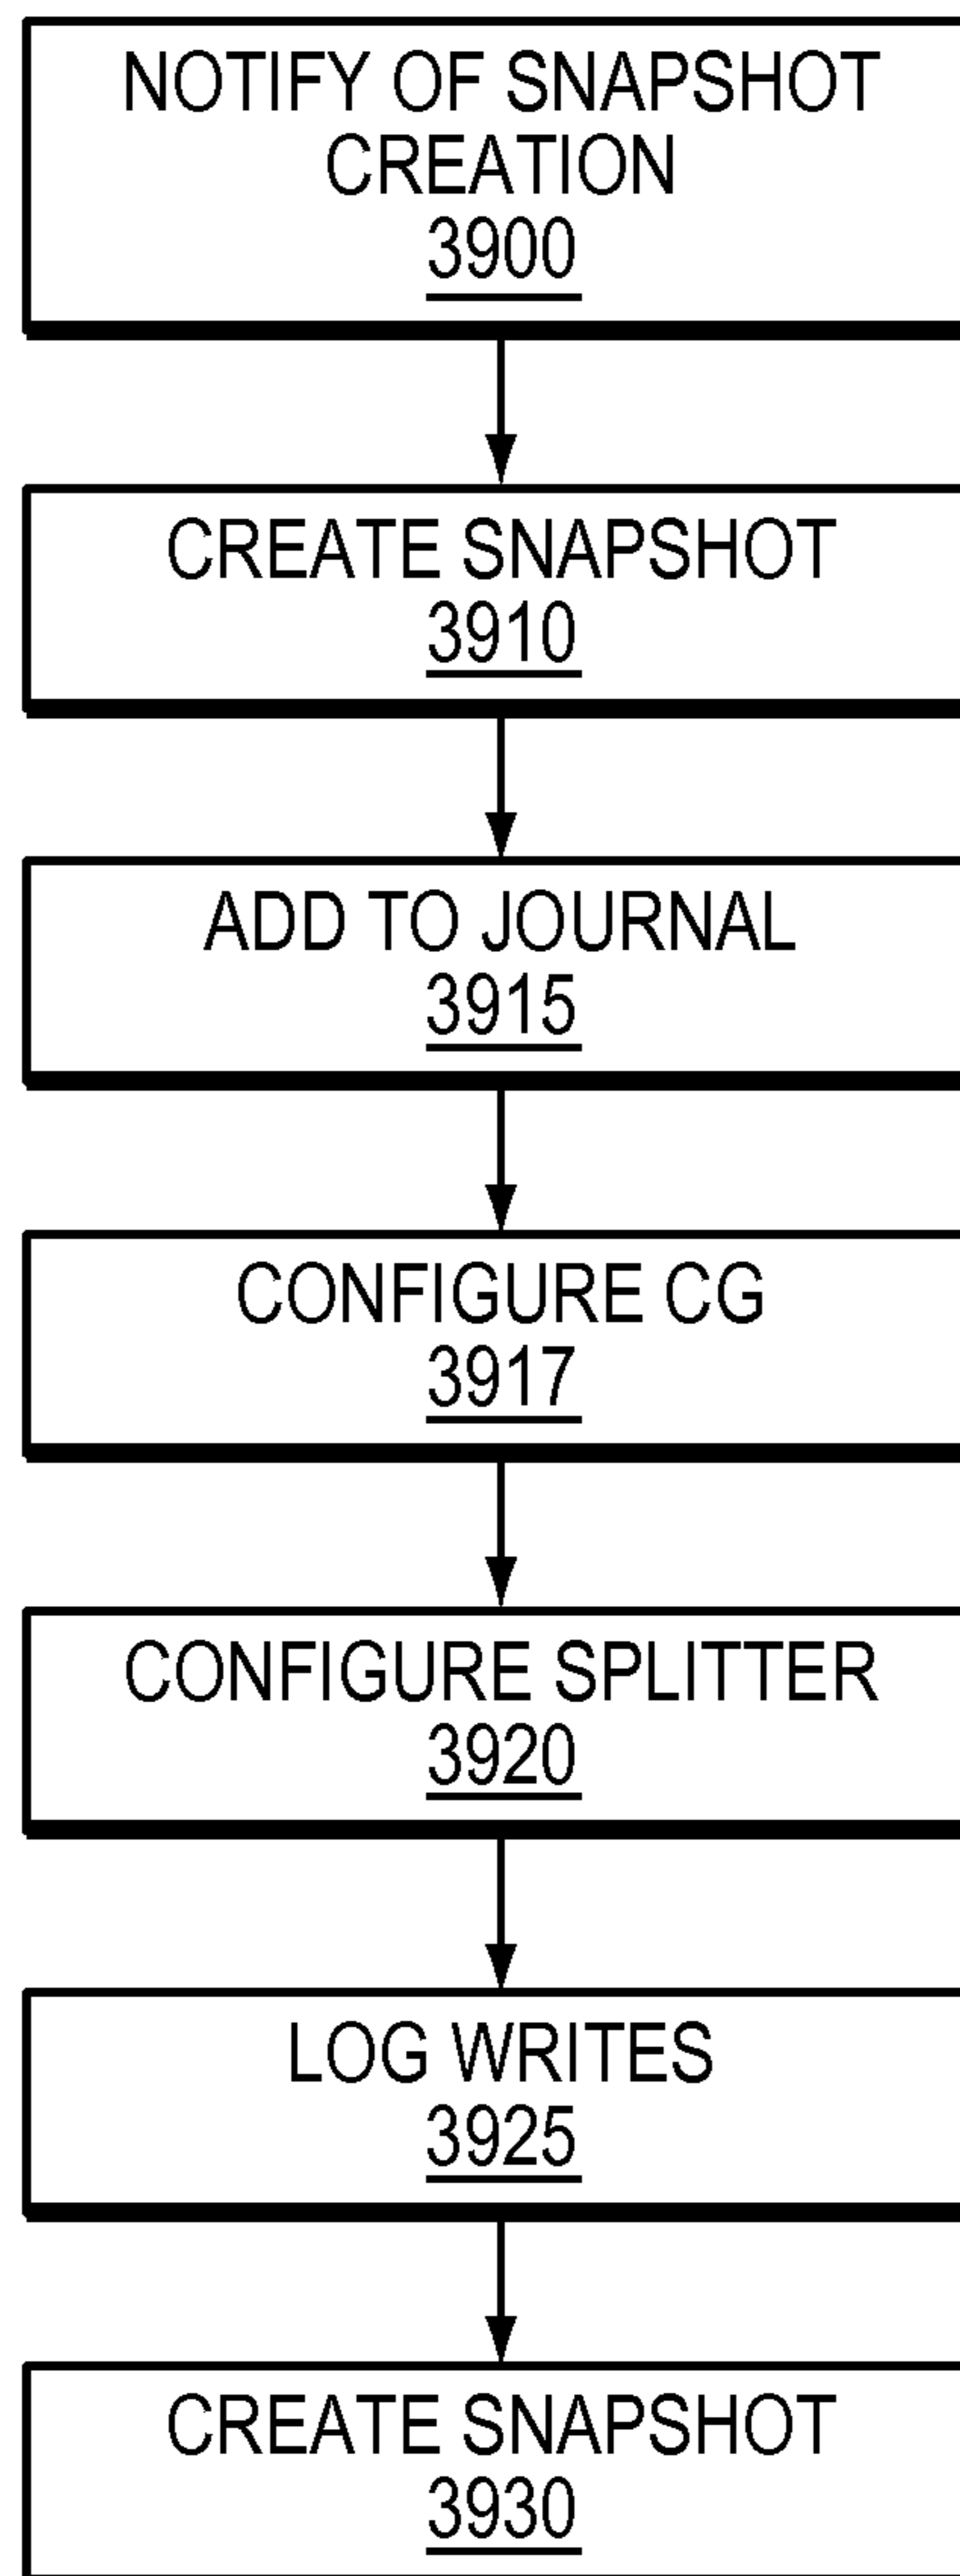 NOTIFY OF SNAPSHOT
CREATION
3900
CREATE SNAPSHOT
3910
ADD TO JOURNAL
3915
CONFIGURE CG
3917
CONFIGURE SPLITTER
3920
LOG WRITES
3925
CREATE SNAPSHOT
3930